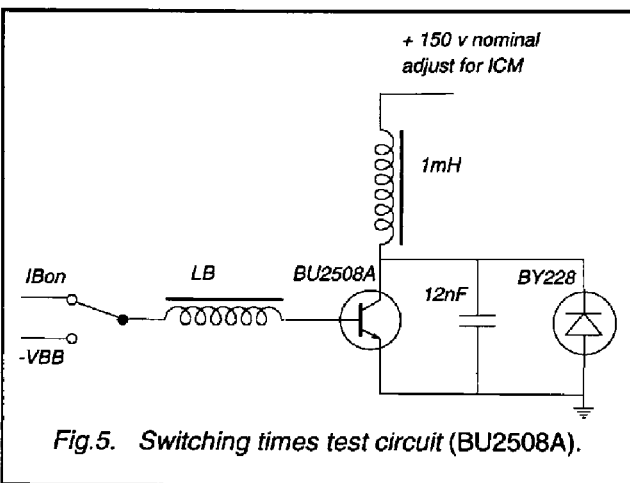 + 150 v nominal
adjust for ICM
1mH
IBon
LB
BU2508A
12nF
BY228
-VBB
Fig.5. Switching times test circuit (BU2508A).